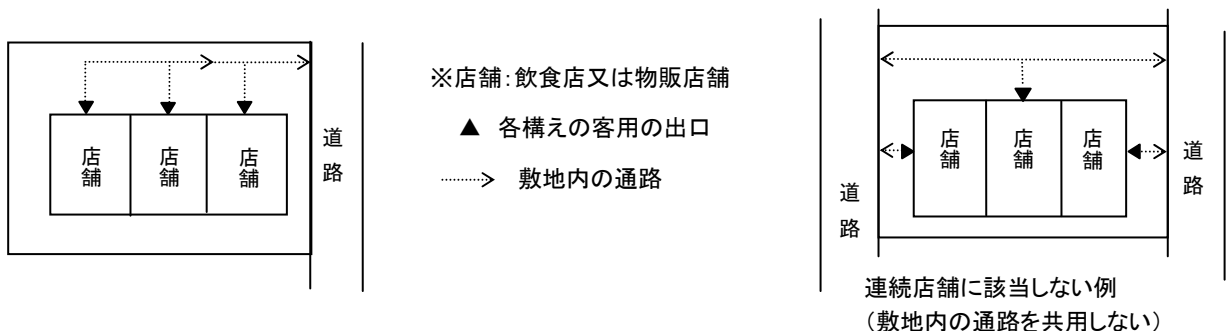 店舗
店舗
店舗
道路
※店舗:飲食店又は物販店舗
▲ 各構えの客用の出口
敷地内の通路
道路
店舗
店舗
店舗
道路
連続店舗に該当しない例
(敷地内の通路を共用しない)